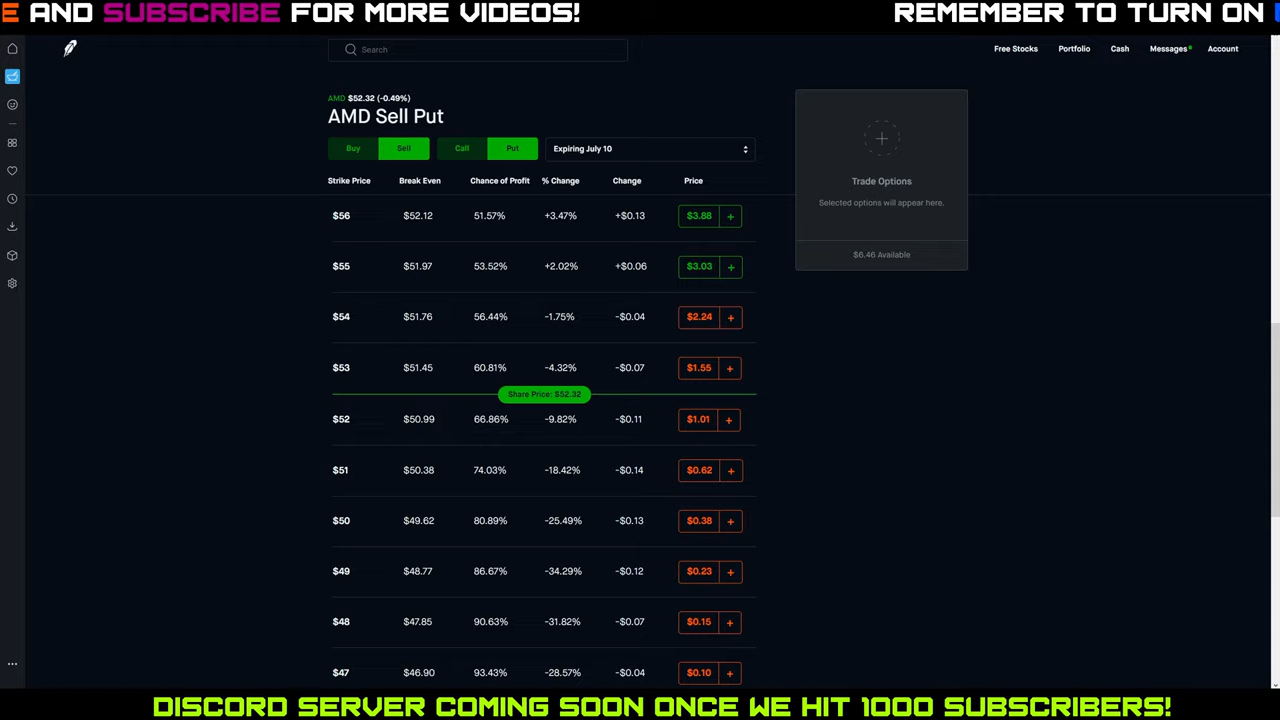 E AND SUBSCRIBE FOR MORE VIDEOS! REMEMBER TO TURN ON
Search
Free Stocks Portfolio Cash Messages Account
AMD $52.32 (-0.49%)
AMD Sell Put
Buy Sell Call Put Expiring July 10
Strike Price Break Even Chance of Profit % Change Change Price
$56 $52.12 51.57% +3.47% +$0.13 $3.88 +
$55 $51.97 53.52% +2.02% +$0.06 $3.03 +
$54 $51.76 56.44% -1.75% -$0.04 $2.24 +
$53 $51.45 60.81% -4.32% -$0.07 $1.55 +
Share Price: $52.32
$52 $50.99 66.86% -9.82% -$0.11 $1.01 +
$51 $50.38 74.03% -18.42% -$0.14 $0.62 +
$50 $49.62 80.89% -25.49% -$0.13 $0.38 +
$49 $48.77 86.67% -34.29% -$0.12 $0.23 +
$48 $47.85 90.63% -31.82% -$0.07 $0.15 +
$47 $46.90 93.43% -28.57% -$0.04 $0.10 +
Trade Options
Selected options will appear here.
$6.46 Available
DISCORD SERVER COMING SOON ONCE WE HIT 1000 SUBSCRIBERS!